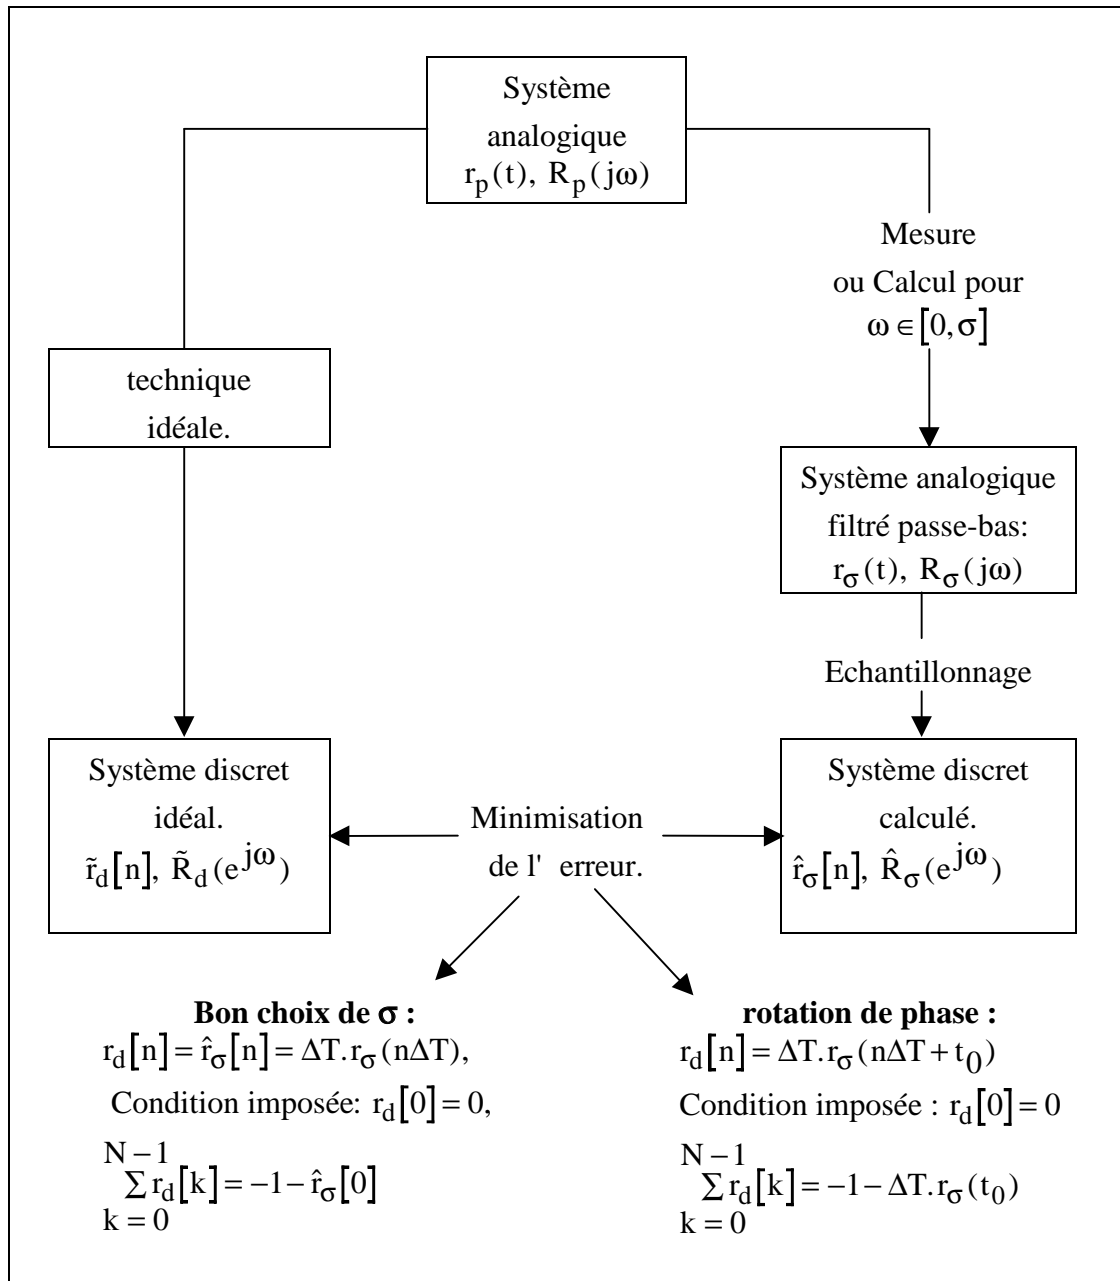 Système
analogique
r_p(t), R_p(jω)
Mesure
ou Calcul pour
ω ∈ [0, σ]
technique
idéale.
Système analogique
filtré passe-bas:
r_σ(t), R_σ(jω)
Echantillonnage
Système discret
idéal.
r̃_d[n], R̃_d(e^{jω})
Minimisation
de l' erreur.
Système discret
calculé.
r̂_σ[n], R̂_σ(e^{jω})
Bon choix de σ :
r_d[n] = r̂_σ[n] = ΔT. r_σ(nΔT),
Condition imposée: r_d[0] = 0,
N − 1
∑ r_d[k] = −1 − r̂_σ[0]
k = 0
rotation de phase :
r_d[n] = ΔT. r_σ(nΔT + t_0)
Condition imposée : r_d[0] = 0
N − 1
∑ r_d[k] = −1 − ΔT. r_σ(t_0)
k = 0